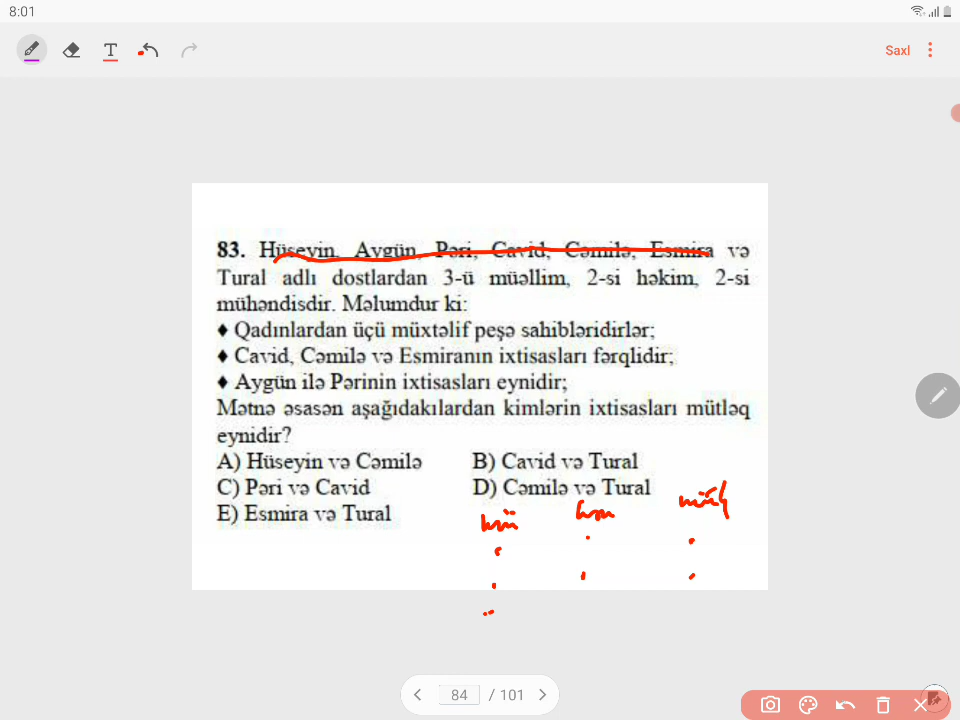 8:01
T
Saxl
83. Hüseyin, Aygün, Pəri, Cavid, Cəmilə, Esmira və
Tural adlı dostlardan 3-ü müəllim, 2-si həkim, 2-si
mühəndisdir. Məlumdur ki:
♦ Qadınlardan üçü müxtəlif peşə sahibləridirlər;
♦ Cavid, Cəmilə və Esmiranın ixtisasları fərqlidir;
♦ Aygün ilə Pərinin ixtisasları eynidir;
Mətnə əsasən aşağıdakılardan kimlərin ixtisasları mütləq
eynidir?
A) Hüseyin və Cəmilə B) Cavid və Tural
C) Pəri və Cavid D) Cəmilə və Tural
E) Esmira və Tural
84 / 101